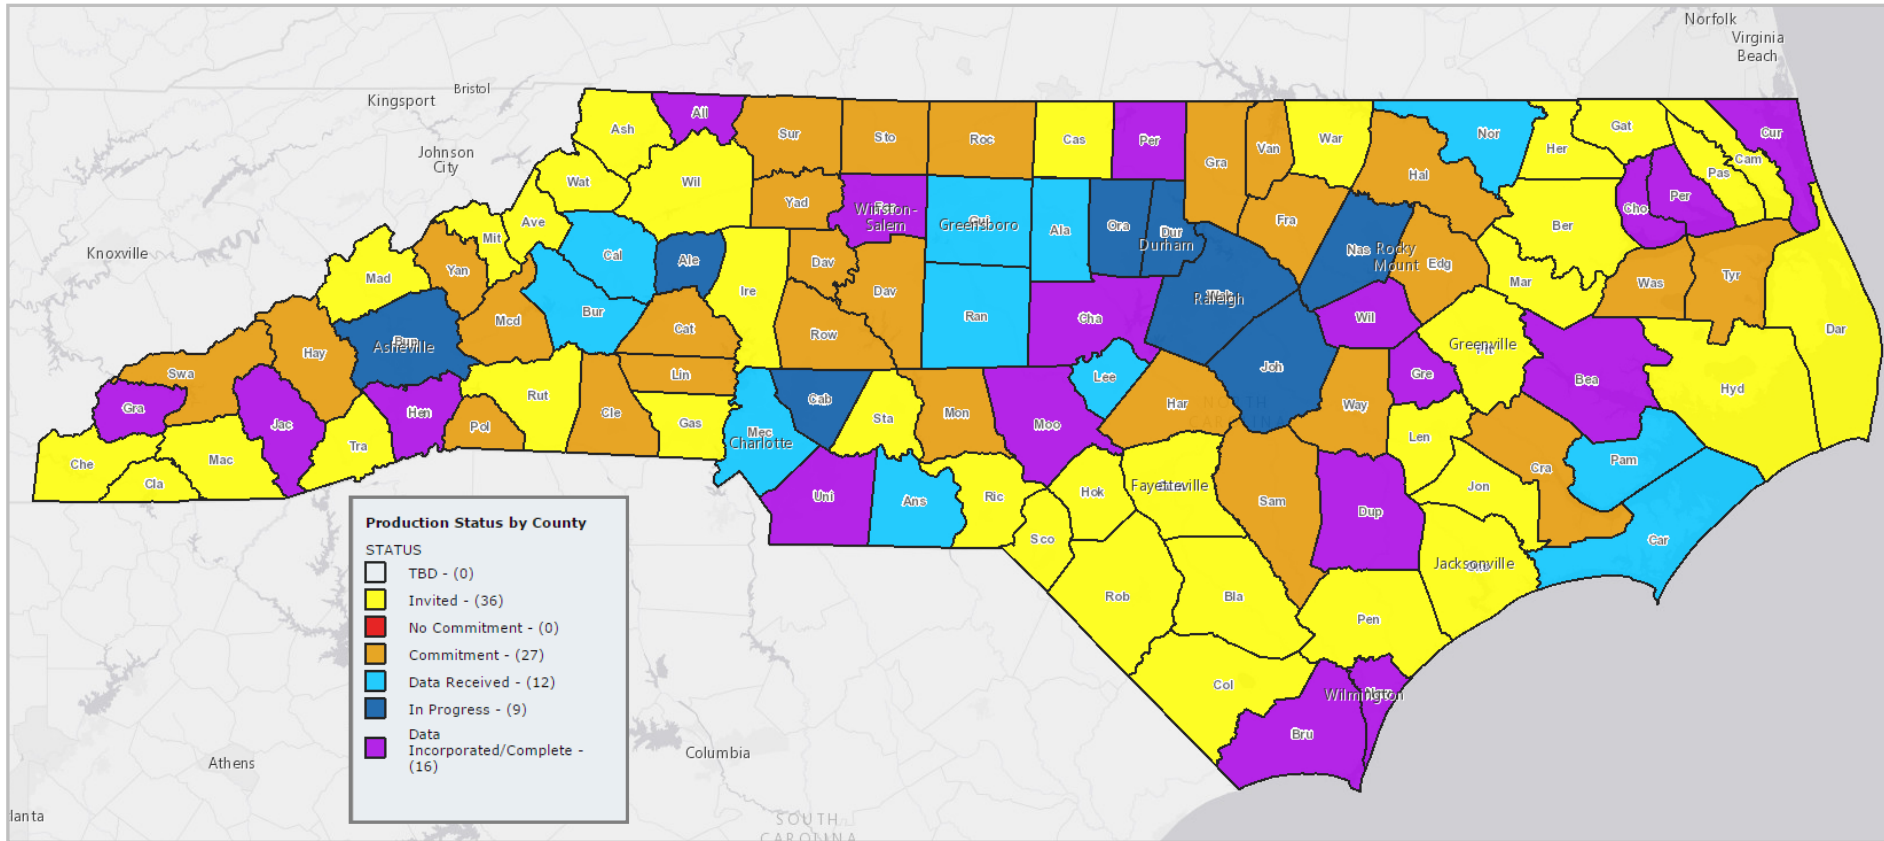 Norfolk
Virginia
Beach
Bristol
Kingsport
Johnson
City
Knoxville
Ash
All
Sur
Sto
Roc
Cas
Per
Gra
Van
War
Nor
Her
Gat
Cur
Cam
Pas
Per
Cho
Wat
Wil
Yad
Winston-
Salem
Greensboro
Ala
Ora
Dur
Durham
Fra
Hal
Ber
Mit
Ave
Cal
Ale
Ire
Dav
Dav
Nas
Rocky
Mount
Edg
Mar
Was
Tyr
Mad
Yan
Mcd
Bur
Cat
Row
Ran
Cha
Raleigh
Wil
Greenville
Dar
Swa
Hay
Asheville
Rut
Lin
Cle
Lee
Joh
Gre
Bea
Hyd
Gra
Jac
Hen
Pol
Gas
Mec
Charlotte
Cab
Sta
Mon
Moo
Har
NORTH
CAROLINA
Way
Len
Cra
Pam
Che
Cla
Mac
Tra
Uni
Ans
Ric
Hok
Fayetteville
Sam
Dup
Jon
Car
Sco
Rob
Bla
Jacksonville
Pen
Col
Wilmington
Bru
Production Status by County
STATUS
TBD - (0)
Invited - (36)
No Commitment - (0)
Commitment - (27)
Data Received - (12)
In Progress - (9)
Data
Incorporated/Complete -
(16)
Athens
Columbia
lanta
SOUTH
CAROLINA